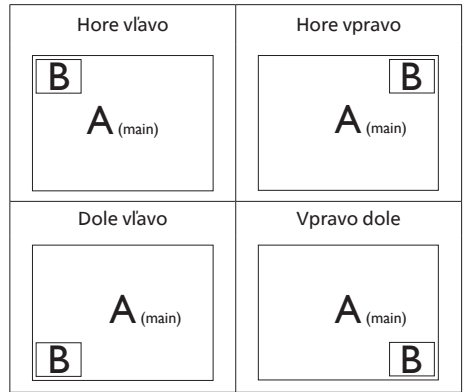 Hore vľavo
B
A (main)
Hore vpravo
B
A (main)
Dole vľavo
A (main)
B
Vpravo dole
A (main)
B